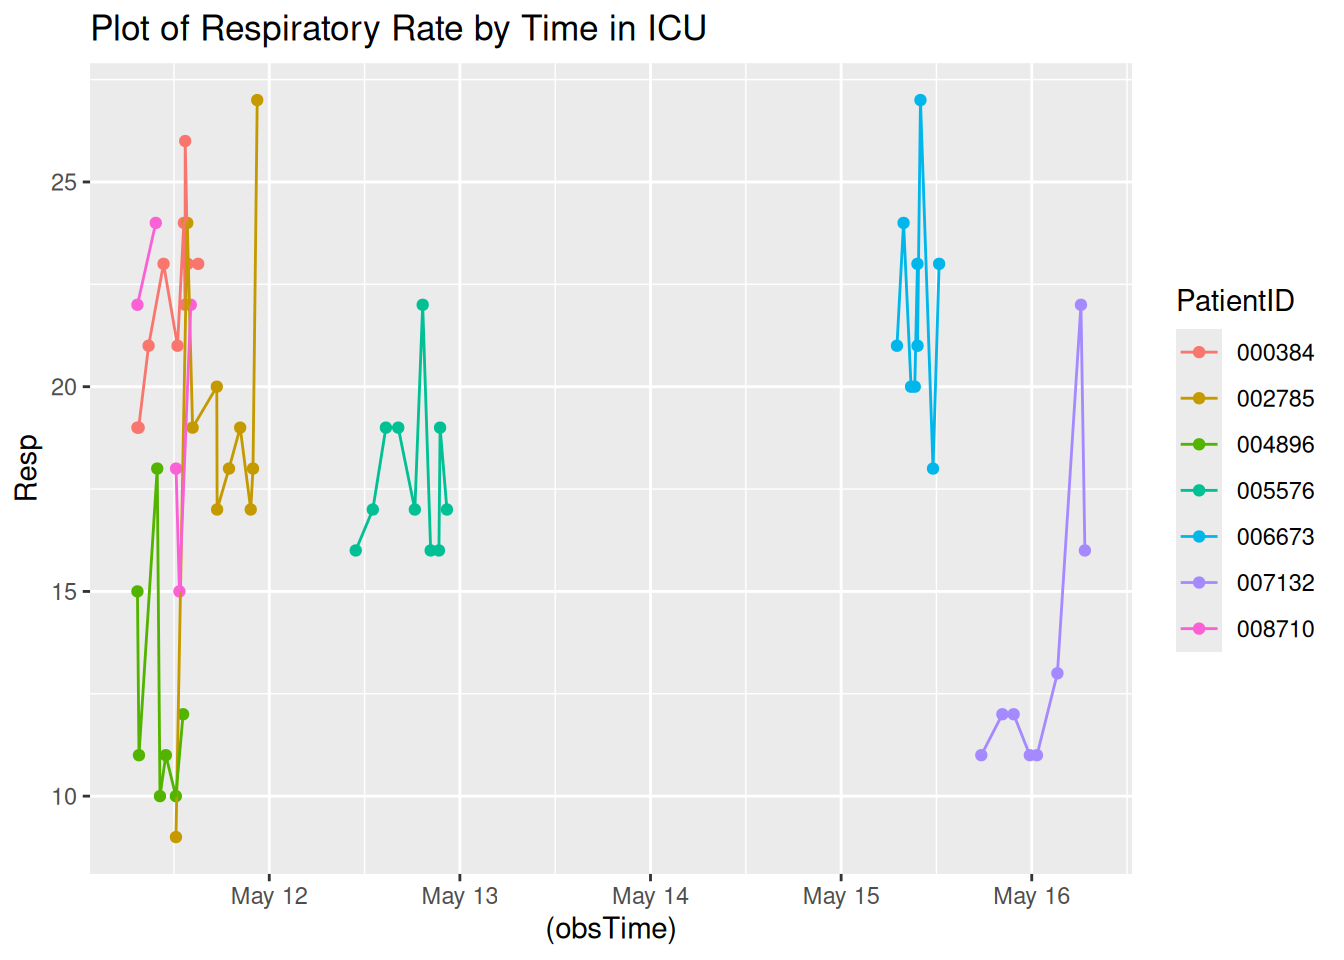 Plot of Respiratory Rate by Time in ICU
Resp
25
20
15
10
May 12
May 13
May 14
May 15
May 16
(obsTime)
PatientID
000384
002785
004896
005576
006673
007132
008710